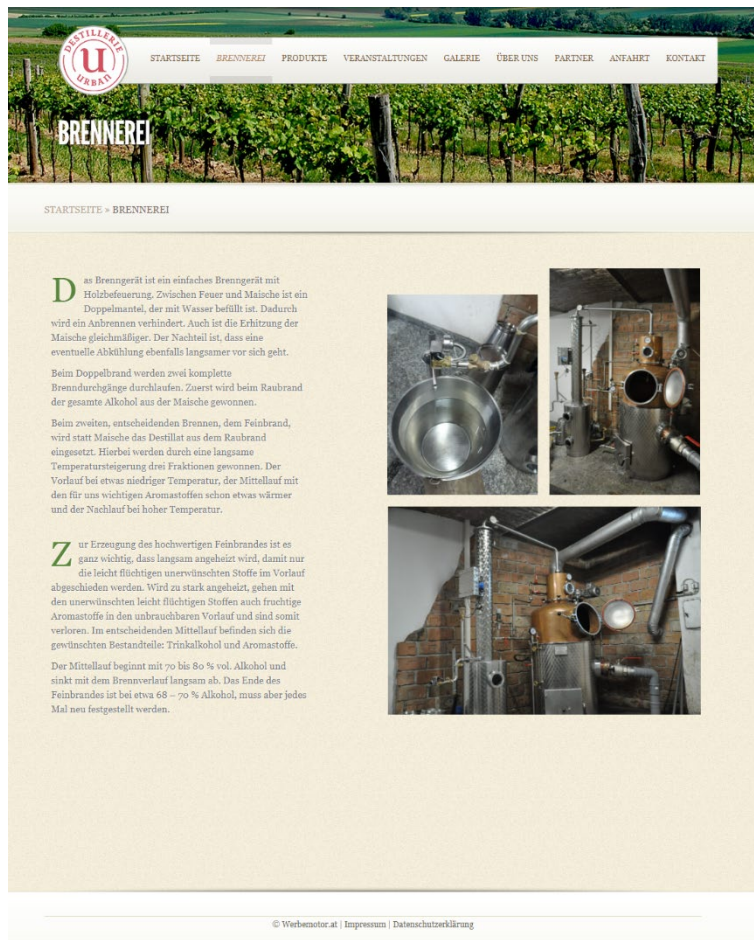 DESTILLERIE
U
URBAN
STARTSEITE BRENNEREI PRODUKTE VERANSTALTUNGEN GALERIE ÜBER UNS PARTNER ANFAHRT KONTAKT
BRENNEREI
STARTSEITE » BRENNEREI
Das Brenngerät ist ein einfaches Brenngerät mit
Holzbefeuerung. Zwischen Feuer und Maische ist ein
Doppelmantel, der mit Wasser befüllt ist. Dadurch
wird ein Anbrennen verhindert. Auch ist die Erhitzung der
Maische gleichmäßiger. Der Nachteil ist, dass eine
eventuelle Abkühlung ebenfalls langsamer vor sich geht.
Beim Doppelbrand werden zwei komplette
Brenndurchgänge durchlaufen. Zuerst wird beim Raubrand
der gesamte Alkohol aus der Maische gewonnen.
Beim zweiten, entscheidenden Brennen, dem Feinbrand,
wird statt Maische das Destillat aus dem Raubrand
eingesetzt. Hierbei werden durch eine langsame
Temperatursteigerung drei Fraktionen gewonnen. Der
Vorlauf bei etwas niedriger Temperatur, der Mittellauf mit
den für uns wichtigen Aromastoffen schon etwas wärmer
und der Nachlauf bei hoher Temperatur.
Zur Erzeugung des hochwertigen Feinbrandes ist es
ganz wichtig, dass langsam angeheizt wird, damit nur
die leicht flüchtigen unerwünschten Stoffe im Vorlauf
abgeschieden werden. Wird zu stark angeheizt, gehen mit
den unerwünschten leicht flüchtigen Stoffen auch fruchtige
Aromastoffe in den unbrauchbaren Vorlauf und sind somit
verloren. Im entscheidenden Mittellauf befinden sich die
gewünschten Bestandteile: Trinkalkohol und Aromastoffe.
Der Mittellauf beginnt mit 70 bis 80 % vol. Alkohol und
sinkt mit dem Brennverlauf langsam ab. Das Ende des
Feinbrandes ist bei etwa 68 – 70 % Alkohol, muss aber jedes
Mal neu festgestellt werden.
© Werbemotor.at | Impressum | Datenschutzerklärung